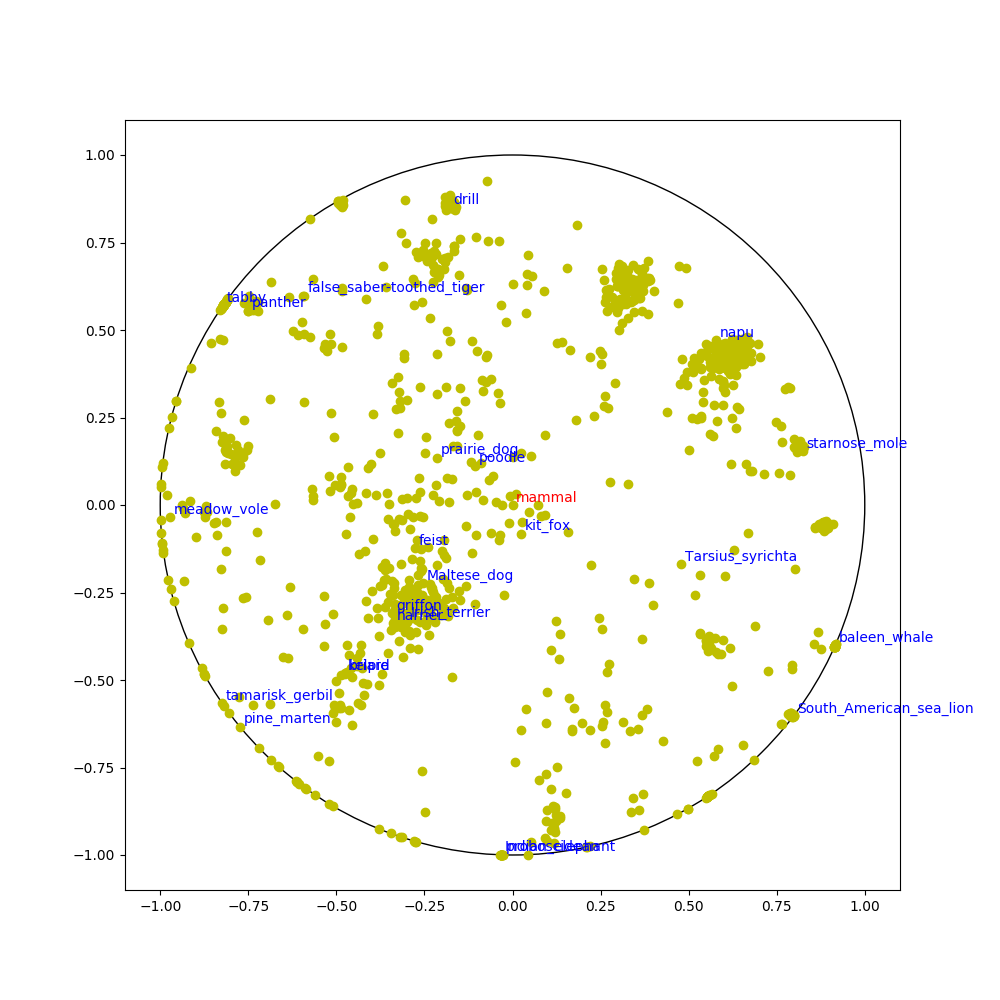 1.00
0.75
0.50
0.25
0.00
−0.25
−0.50
−0.75
−1.00
drill
false_saber-toothed_tiger
tabby
panther
napu
starnose_mole
prairie_dog
poodle
mammal
meadow_vole
kit_fox
feist
Tarsius_syrichta
Maltese_dog
griffon
Irish_terrier
harrier
baleen_whale
kelpie
tamarisk_gerbil
South_American_sea_lion
pine_marten
−1.00 −0.75 −0.50 −0.25 0.00 0.25 0.50 0.75 1.00